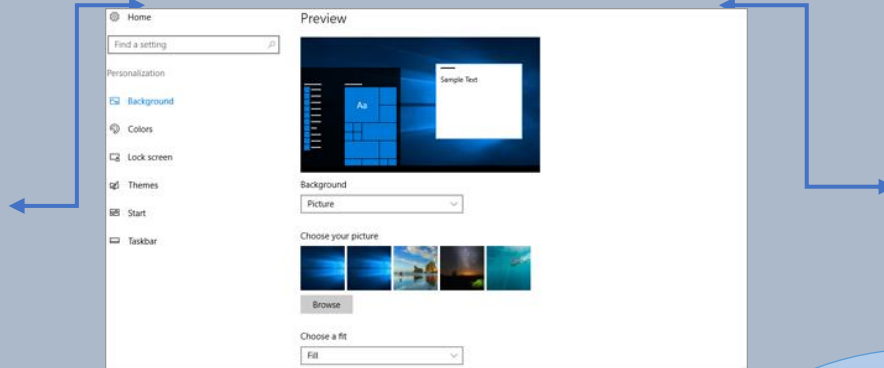 Home
Find a setting
Personalization
Background
Colors
Lock screen
Themes
Start
Taskbar
Preview
Sample Text
Aa
Background
Picture
Choose your picture
Browse
Choose a fit
Fill